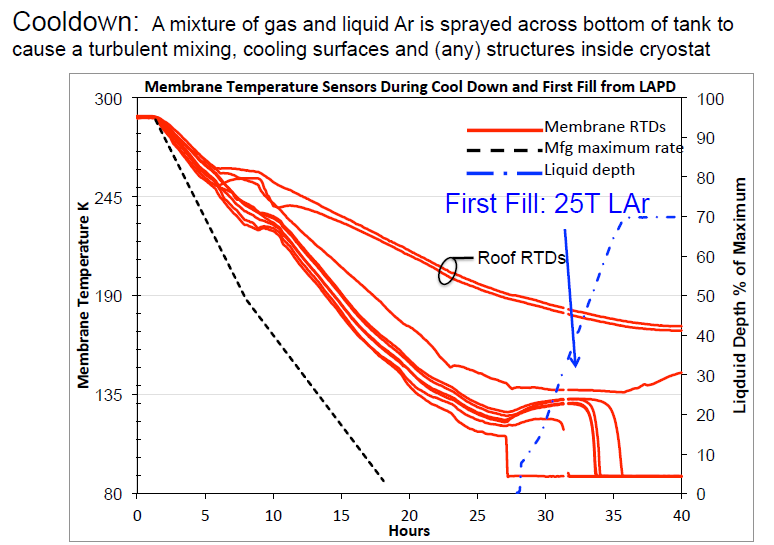 Cooldown: A mixture of gas and liquid Ar is sprayed across bottom of tank to
cause a turbulent mixing, cooling surfaces and (any) structures inside cryostat
Membrane Temperature Sensors During Cool Down and First Fill from LAPD
300
245
190
135
80
Membrane Temperature K
100
90
80
70
60
50
40
30
20
10
0
Liqduid Depth % of Maximum
Membrane RTDs
Mfg maximum rate
Liquid depth
First Fill: 25T LAr
Roof RTDs
0 5 10 15 20 25 30 35 40
Hours